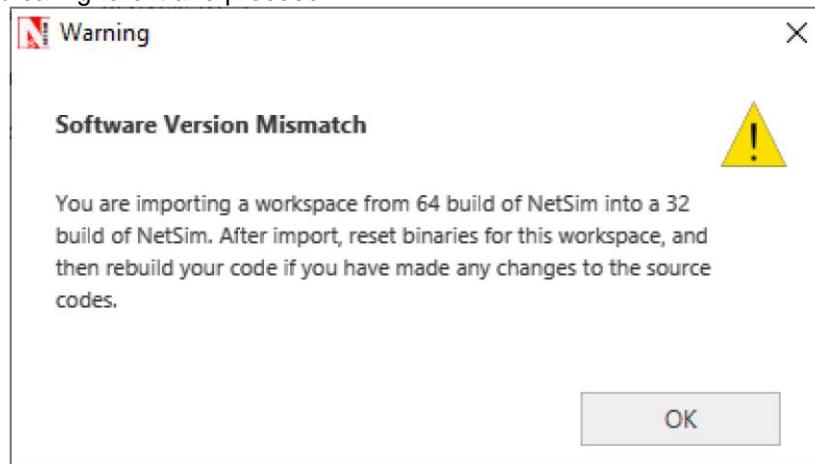 Warning
Software Version Mismatch
You are importing a workspace from 64 build of NetSim into a 32
build of NetSim. After import, reset binaries for this workspace, and
then rebuild your code if you have made any changes to the source
codes.
OK